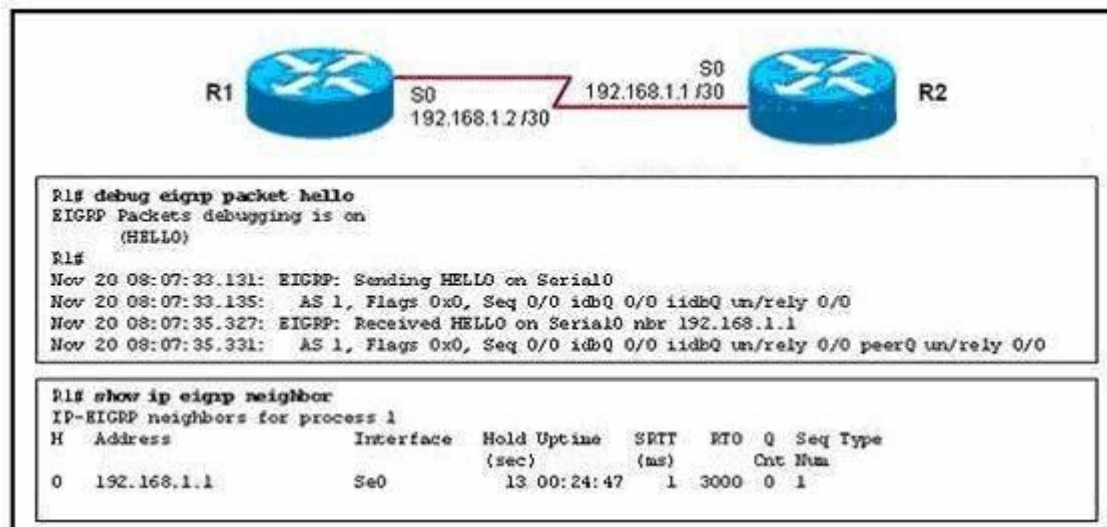 R1
S0
192.168.1.2 /30
S0
192.168.1.1 /30
R2
R1# debug eigrp packet hello
EIGRP Packets debugging is on
(HELLO)
R1#
Nov 20 08:07:33.131: EIGRP: Sending HELLO on Serial0
Nov 20 08:07:33.135: AS 1, Flags 0x0, Seq 0/0 idbQ 0/0 iidbQ un/rely 0/0
Nov 20 08:07:35.327: EIGRP: Received HELLO on Serial0 nbr 192.168.1.1
Nov 20 08:07:35.331: AS 1, Flags 0x0, Seq 0/0 idbQ 0/0 iidbQ un/rely 0/0 peerQ un/rely 0/0
R1# show ip eigrp neighbor
IP-EIGRP neighbors for process 1
H Address Interface Hold Uptime SRTT RTO Q Seq Type
(sec) (ms) Cnt Num
0 192.168.1.1 Se0 13 00:24:47 1 3000 0 1